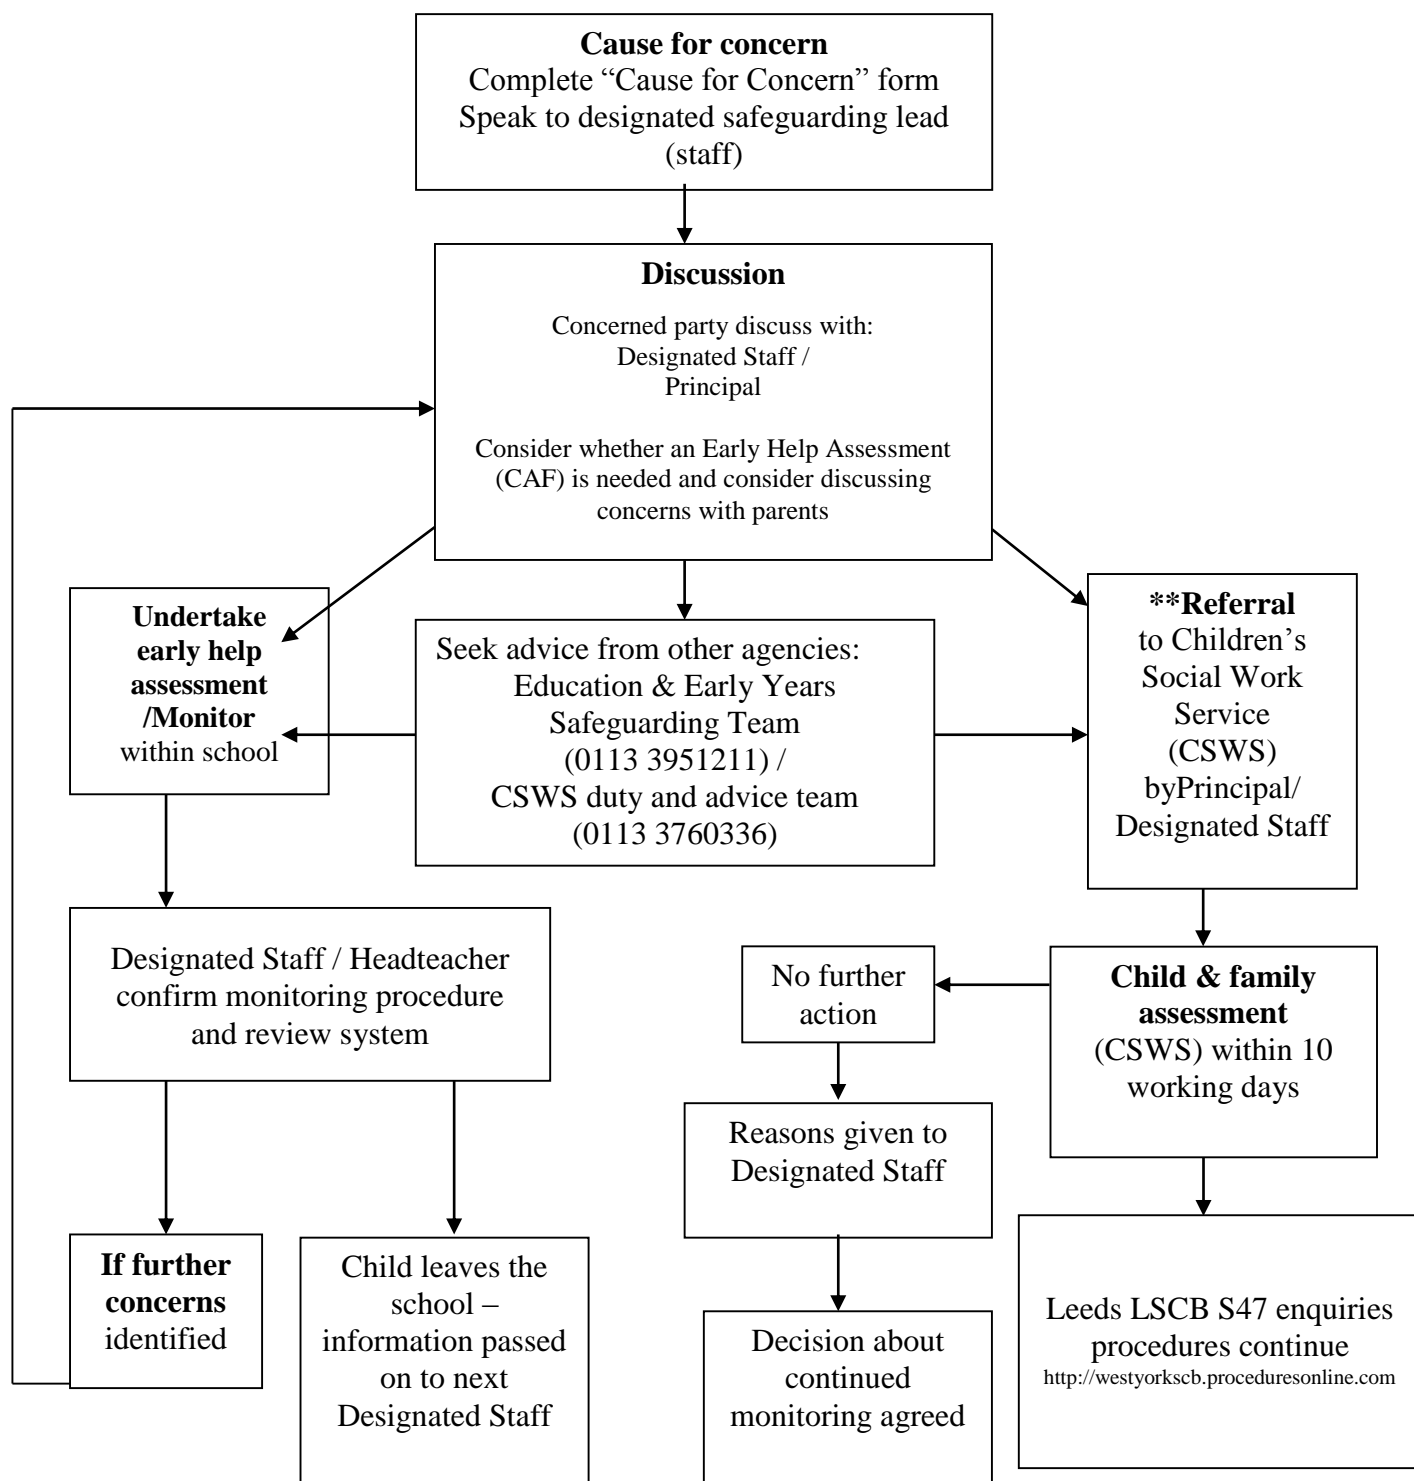 Cause for concern
Complete “Cause for Concern” form
Speak to designated safeguarding lead
(staff)
Discussion
Concerned party discuss with:
Designated Staff /
Principal
Consider whether an Early Help Assessment
(CAF) is needed and consider discussing
concerns with parents
Undertake
early help
assessment
/Monitor
within school
Seek advice from other agencies:
Education & Early Years
Safeguarding Team
(0113 3951211) /
CSWS duty and advice team
(0113 3760336)
**Referral
to Children’s
Social Work
Service
(CSWS)
byPrincipal/
Designated Staff
Designated Staff / Headteacher
confirm monitoring procedure
and review system
No further
action
Child & family
assessment
(CSWS) within 10
working days
Reasons given to
Designated Staff
If further
concerns
identified
Child leaves the
school –
information passed
on to next
Designated Staff
Decision about
continued
monitoring agreed
Leeds LSCB S47 enquiries
procedures continue
http://westyorkscb.proceduresonline.com